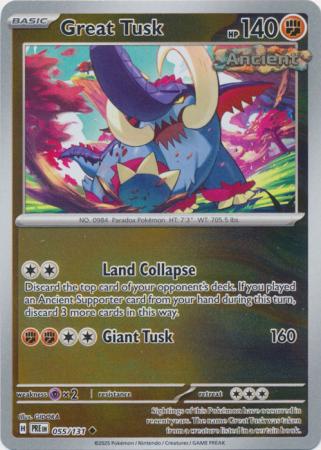 BASIC
Great Tusk
HP 140
Ancient
NO. 0984 Paradox Pokémon HT: 7'3" WT: 705.5 lbs
Land Collapse
Discard the top card of your opponent's deck. If you played
an Ancient Supporter card from your hand during this turn,
discard 3 more cards in this way.
Giant Tusk 160
weakness ×2 resistance retreat
Illus. GIDORA
H PRE EN 055/131
Sightings of this Pokémon have occurred in
recent years. The name Great Tusk was taken
from a creature listed in a certain book.
©2025 Pokémon / Nintendo / Creatures / GAME FREAK